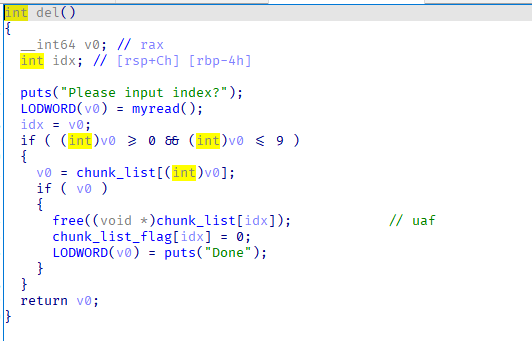 int del()
{
  __int64 v0; // rax
  int idx; // [rsp+Ch] [rbp-4h]

  puts("Please input index?");
  LODWORD(v0) = myread();
  idx = v0;
  if ( (int)v0 ⩾ 0 && (int)v0 ⩽ 9 )
  {
    v0 = chunk_list[(int)v0];
    if ( v0 )
    {
      free((void *)chunk_list[idx]);                // uaf
      chunk_list_flag[idx] = 0;
      LODWORD(v0) = puts("Done");
    }
  }
  return v0;
}